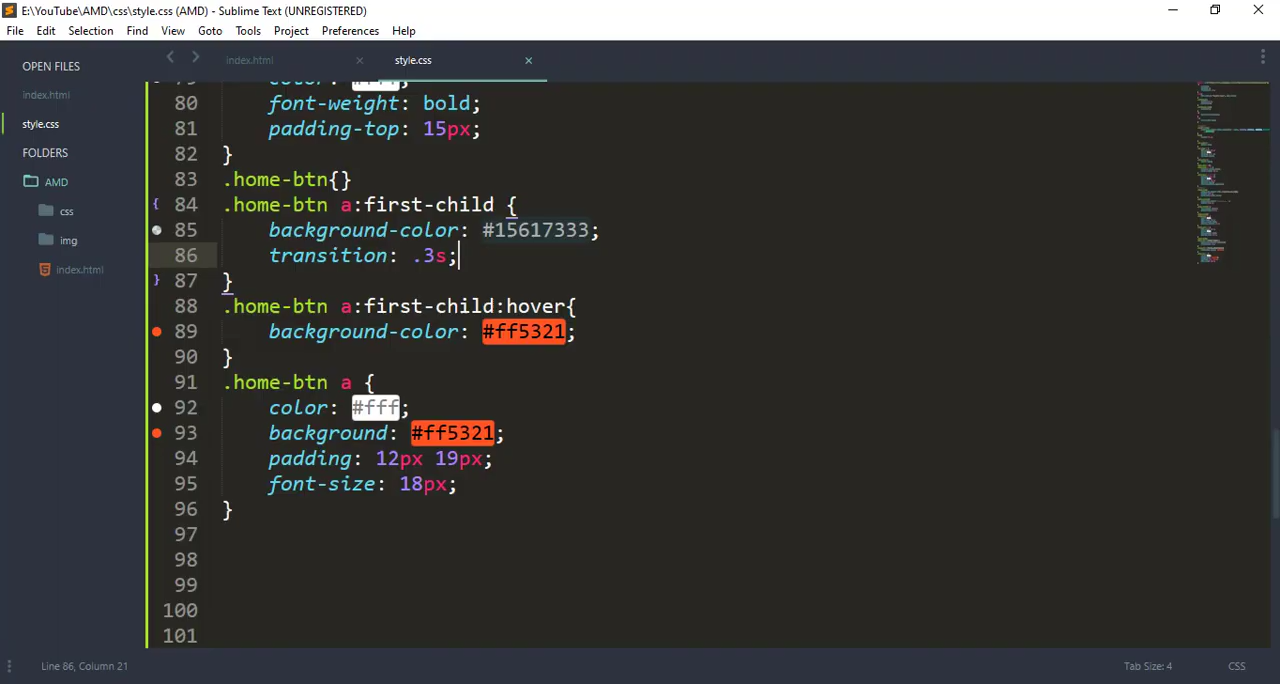 E:\YouTube\AMD\css\style.css (AMD) - Sublime Text (UNREGISTERED)
File Edit Selection Find View Goto Tools Project Preferences Help
OPEN FILES
index.html
style.css
FOLDERS
AMD
css
img
index.html
index.html
style.css
79 color: #fff;
80 font-weight: bold;
81 padding-top: 15px;
82 }
83 .home-btn{}
84 .home-btn a:first-child {
85 background-color: #15617333;
86 transition: .3s;
87 }
88 .home-btn a:first-child:hover{
89 background-color: #ff5321;
90 }
91 .home-btn a {
92 color: #fff;
93 background: #ff5321;
94 padding: 12px 19px;
95 font-size: 18px;
96 }
97
98
99
100
101
Line 86, Column 21
Tab Size: 4
CSS